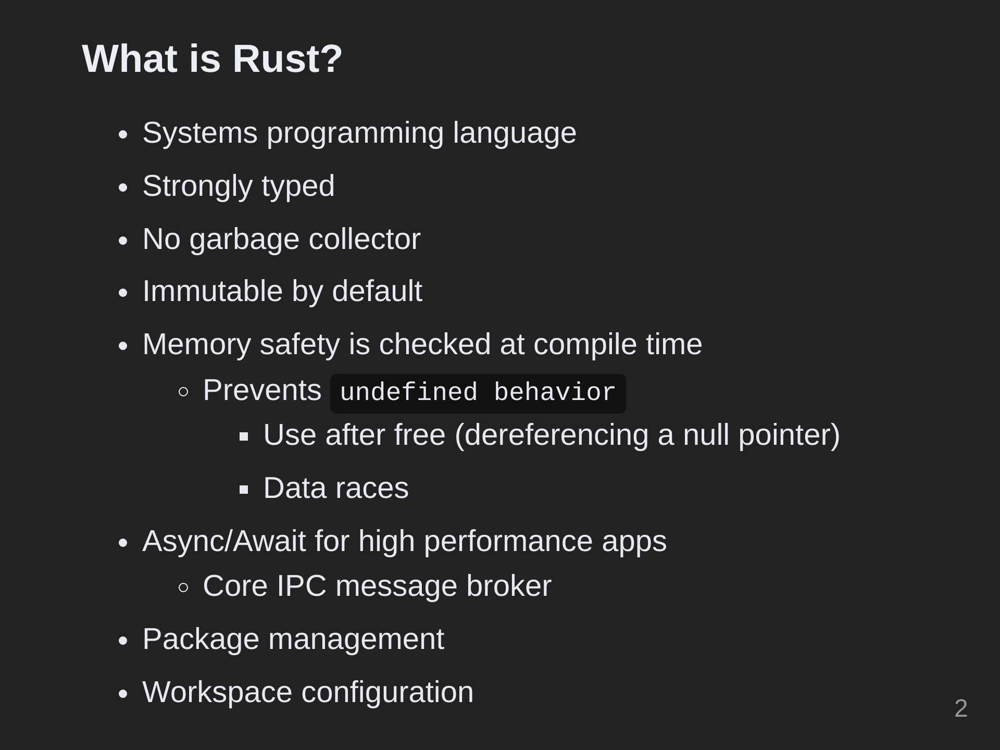 What is Rust?
Systems programming language
Strongly typed
No garbage collector
Immutable by default
Memory safety is checked at compile time
Prevents undefined behavior
Use after free (dereferencing a null pointer)
Data races
Async/Await for high performance apps
Core IPC message broker
Package management
Workspace configuration
2